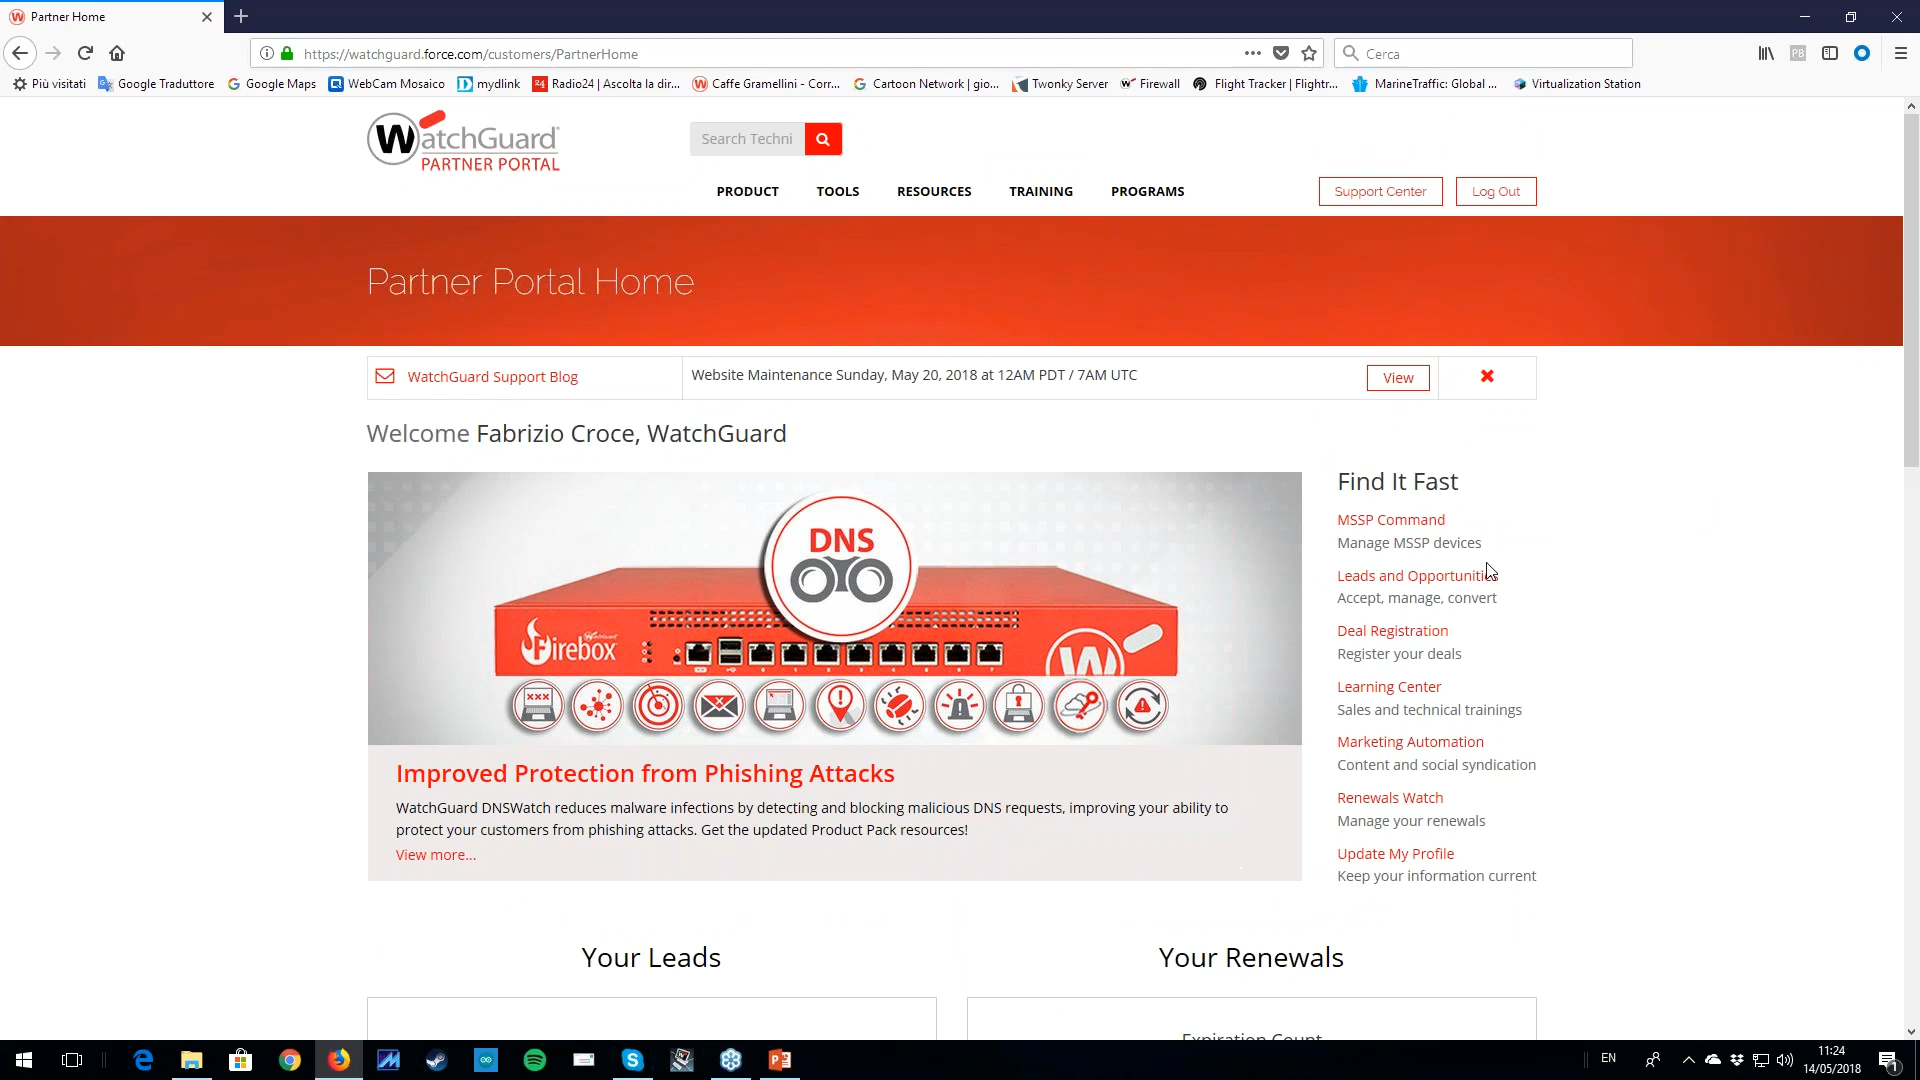 Partner Home
https://watchguard.force.com/customers/PartnerHome
Cerca
Più visitati
Google Traduttore
Google Maps
WebCam Mosaico
mydlink
Radio24 | Ascolta la dir...
Caffe Gramellini - Corr...
Cartoon Network | gio...
Twonky Server
Firewall
Flight Tracker | Flightr...
MarineTraffic: Global ...
Virtualization Station
WatchGuard
PARTNER PORTAL
Search Techni
PRODUCT
TOOLS
RESOURCES
TRAINING
PROGRAMS
Support Center
Log Out
Partner Portal Home
WatchGuard Support Blog
Website Maintenance Sunday, May 20, 2018 at 12AM PDT / 7AM UTC
View
Welcome Fabrizio Croce, WatchGuard
DNS
WatchGuard
Firebox
W
xxx
Improved Protection from Phishing Attacks
WatchGuard DNSWatch reduces malware infections by detecting and blocking malicious DNS requests, improving your ability to
protect your customers from phishing attacks. Get the updated Product Pack resources!
View more...
Find It Fast
MSSP Command
Manage MSSP devices
Leads and Opportunities
Accept, manage, convert
Deal Registration
Register your deals
Learning Center
Sales and technical trainings
Marketing Automation
Content and social syndication
Renewals Watch
Manage your renewals
Update My Profile
Keep your information current
Your Leads
Your Renewals
Expiration Count
EN
11:24
14/05/2018
1